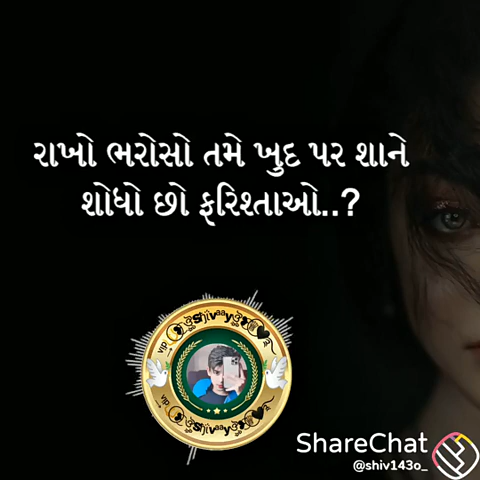 રાખો ભરોસો તમે ખુદ પર શાને
શોધો છો ફરિશ્તાઓ..?
ShareChat
@shiv143o_